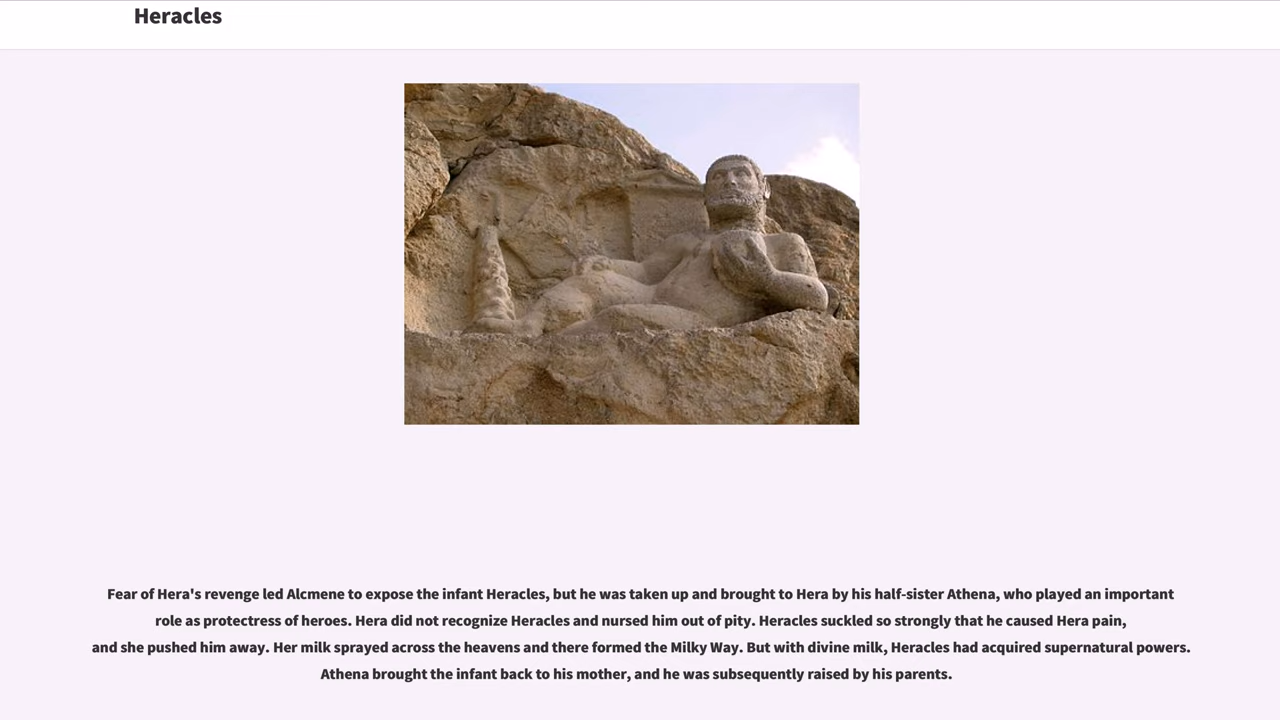 Heracles
Fear of Hera's revenge led Alcmene to expose the infant Heracles, but he was taken up and brought to Hera by his half-sister Athena, who played an important
role as protectress of heroes. Hera did not recognize Heracles and nursed him out of pity. Heracles suckled so strongly that he caused Hera pain,
and she pushed him away. Her milk sprayed across the heavens and there formed the Milky Way. But with divine milk, Heracles had acquired supernatural powers.
Athena brought the infant back to his mother, and he was subsequently raised by his parents.